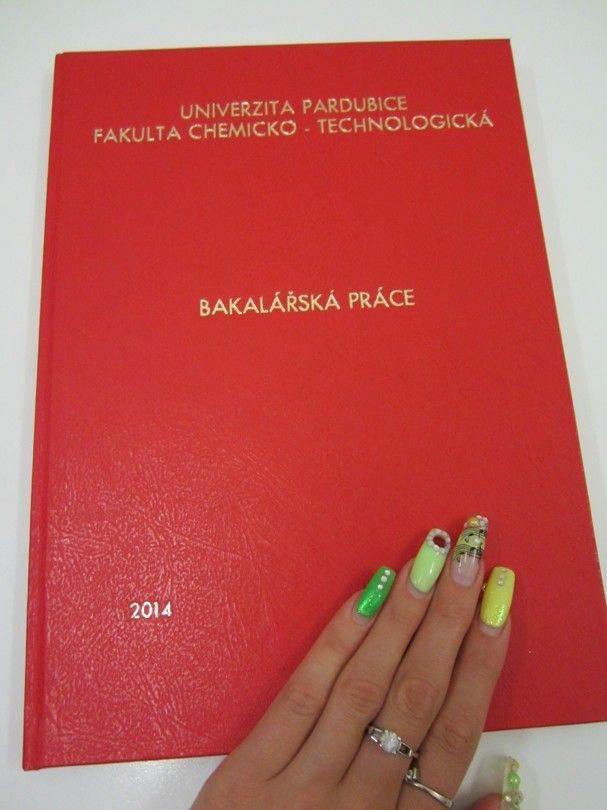 UNIVERZITA PARDUBICE
FAKULTA CHEMICKO - TECHNOLOGICKÁ
BAKALÁŘSKÁ PRÁCE
2014